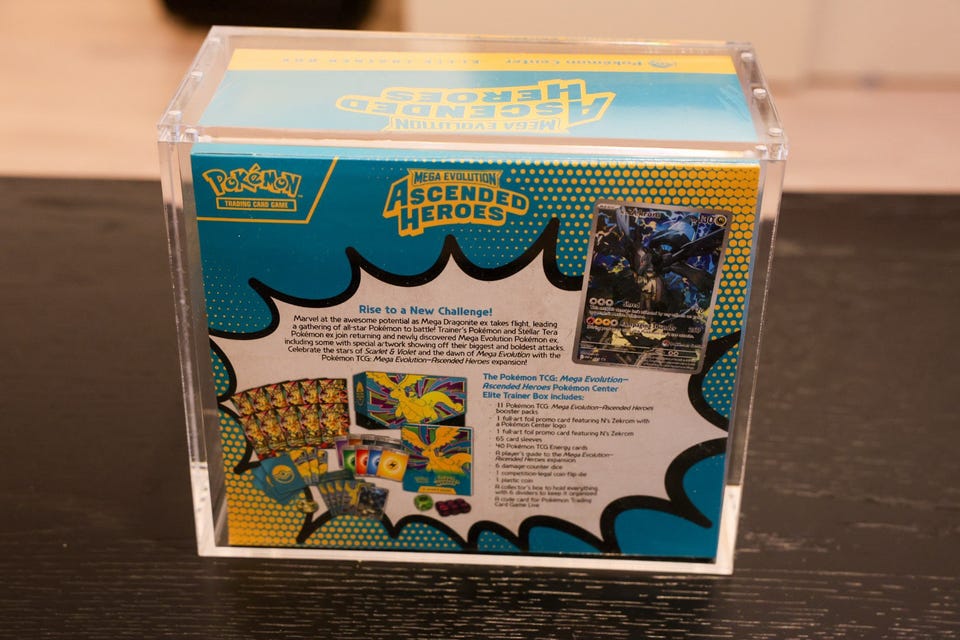 Pokémon Center
ELITE TRAINER BOX
MEGA EVOLUTION
ASCENDED
HEROES
Pokémon
TRADING CARD GAME
MEGA EVOLUTION
ASCENDED
HEROES
Rise to a New Challenge!
Marvel at the awesome potential as Mega Dragonite ex takes flight, leading
a gathering of all-star Pokémon to battle! Trainer's Pokémon and Stellar Tera
Pokémon ex join returning and newly discovered Mega Evolution Pokémon ex,
including some with special artwork showing off their biggest and boldest attacks.
Celebrate the stars of Scarlet & Violet and the dawn of Mega Evolution with the
Pokémon TCG: Mega Evolution—Ascended Heroes expansion!
The Pokémon TCG: Mega Evolution—
Ascended Heroes Pokémon Center
Elite Trainer Box includes:
11 Pokémon TCG: Mega Evolution—Ascended Heroes
booster packs
1 full-art foil promo card featuring N's Zekrom with
a Pokémon Center logo
1 full-art foil promo card featuring N's Zekrom
65 card sleeves
40 Pokémon TCG Energy cards
A player's guide to the Mega Evolution—
Ascended Heroes expansion
6 damage-counter dice
1 competition-legal coin-flip die
1 plastic coin
A collector's box to hold everything
with 6 dividers to keep it organized
A code card for Pokémon Trading
Card Game Live